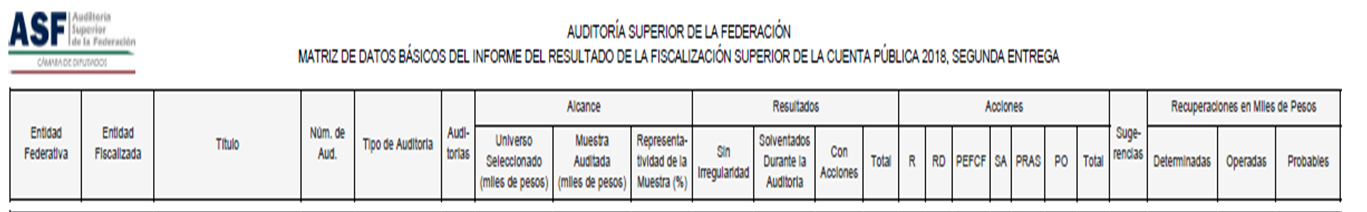 ASF Auditoría
Superior
de la Federación
CÁMARA DE DIPUTADOS
AUDITORÍA SUPERIOR DE LA FEDERACIÓN
MATRIZ DE DATOS BÁSICOS DEL INFORME DEL RESULTADO DE LA FISCALIZACIÓN SUPERIOR DE LA CUENTA PÚBLICA 2018, SEGUNDA ENTREGA
Entidad
Federativa
Entidad
Fiscalizada
Título
Núm. de
Aud.
Tipo de Auditoría
Audi-
torías
Alcance
Universo
Seleccionado
(miles de pesos)
Muestra
Auditada
(miles de pesos)
Representa-
tividad de la
Muestra (%)
Resultados
Sin
Irregularidad
Solventados
Durante la
Auditoría
Con
Acciones
Total
Acciones
R RD PEFCF SA PRAS PO Total
Suge-
rencias
Recuperaciones en Miles de Pesos
Determinadas Operadas Probables